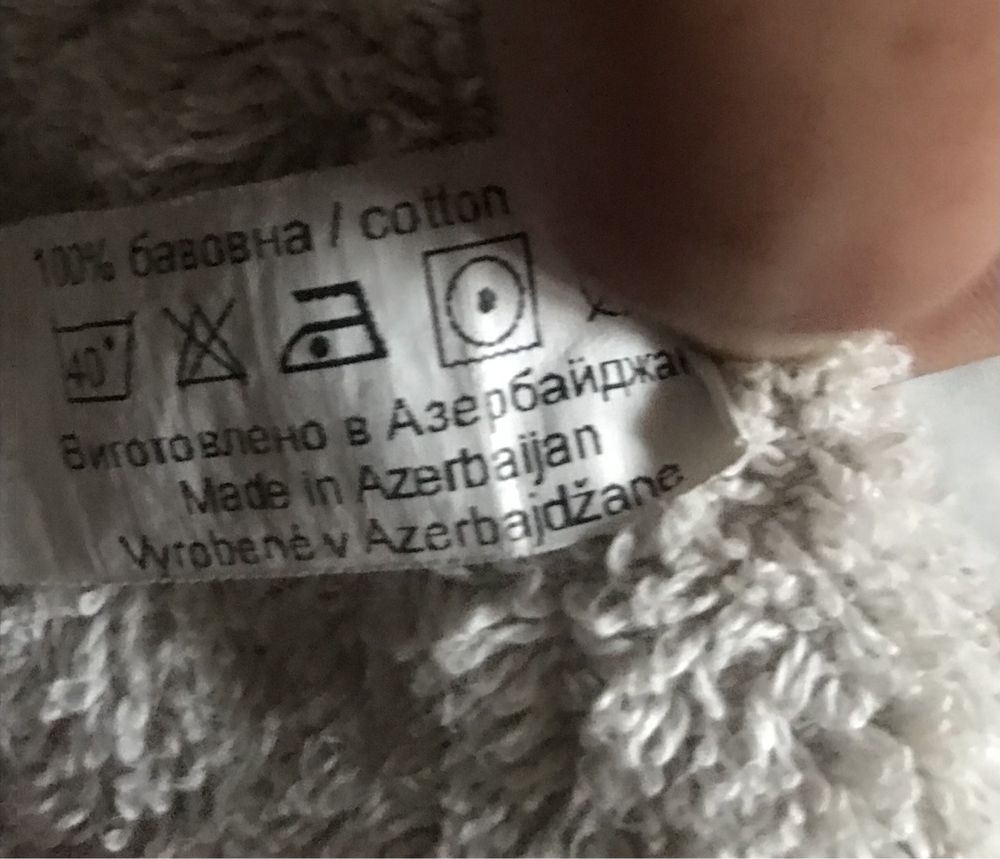 100% бавовна / cotton
40°
Виготовлено в Азербайджа
Made in Azerbaijan
Vyrobené v Azerbajdžane